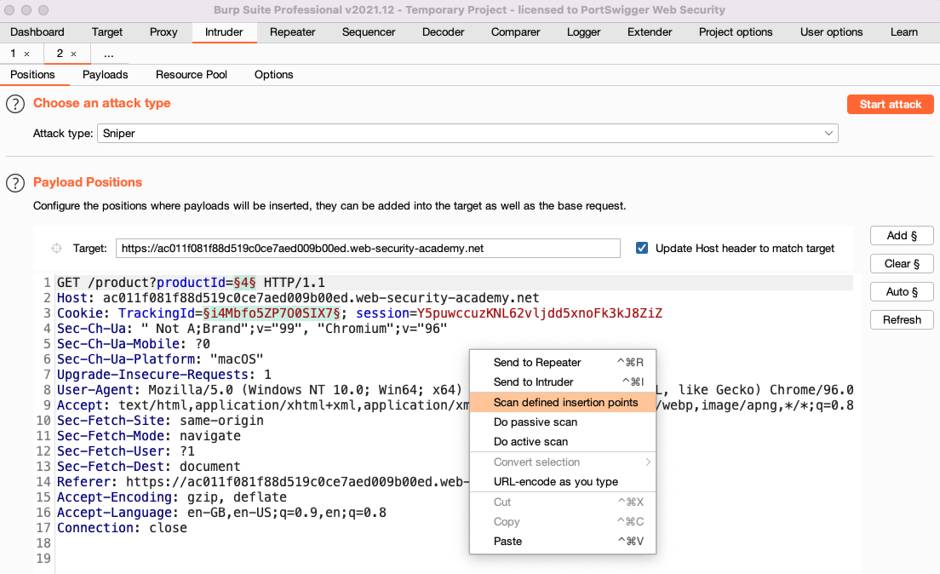 Burp Suite Professional v2021.12 - Temporary Project - licensed to PortSwigger Web Security
Dashboard Target Proxy Intruder Repeater Sequencer Decoder Comparer Logger Extender Project options User options Learn
1 × 2 × ...
Positions Payloads Resource Pool Options
? Choose an attack type Start attack
Attack type: Sniper
? Payload Positions
Configure the positions where payloads will be inserted, they can be added into the target as well as the base request.
Target: https://ac011f081f88d519c0ce7aed009b00ed.web-security-academy.net Update Host header to match target
Add §
Clear §
Auto §
Refresh
1 GET /product?productId=§4§ HTTP/1.1
2 Host: ac011f081f88d519c0ce7aed009b00ed.web-security-academy.net
3 Cookie: TrackingId=§i4Mbfo5ZP7O0SIX7§; session=Y5puwccuzKNL62vljdd5xnoFk3kJ8ZiZ
4 Sec-Ch-Ua: " Not A;Brand";v="99", "Chromium";v="96"
5 Sec-Ch-Ua-Mobile: ?0
6 Sec-Ch-Ua-Platform: "macOS"
7 Upgrade-Insecure-Requests: 1
8 User-Agent: Mozilla/5.0 (Windows NT 10.0; Win64; x64) L, like Gecko) Chrome/96.0
9 Accept: text/html,application/xhtml+xml,application/xm /webp,image/apng,*/*;q=0.8
10 Sec-Fetch-Site: same-origin
11 Sec-Fetch-Mode: navigate
12 Sec-Fetch-User: ?1
13 Sec-Fetch-Dest: document
14 Referer: https://ac011f081f88d519c0ce7aed009b00ed.web-
15 Accept-Encoding: gzip, deflate
16 Accept-Language: en-GB,en-US;q=0.9,en;q=0.8
17 Connection: close
18
19
Send to Repeater ^⌘R
Send to Intruder ^⌘I
Scan defined insertion points
Do passive scan
Do active scan
Convert selection
URL-encode as you type
Cut ^⌘X
Copy ^⌘C
Paste ^⌘V